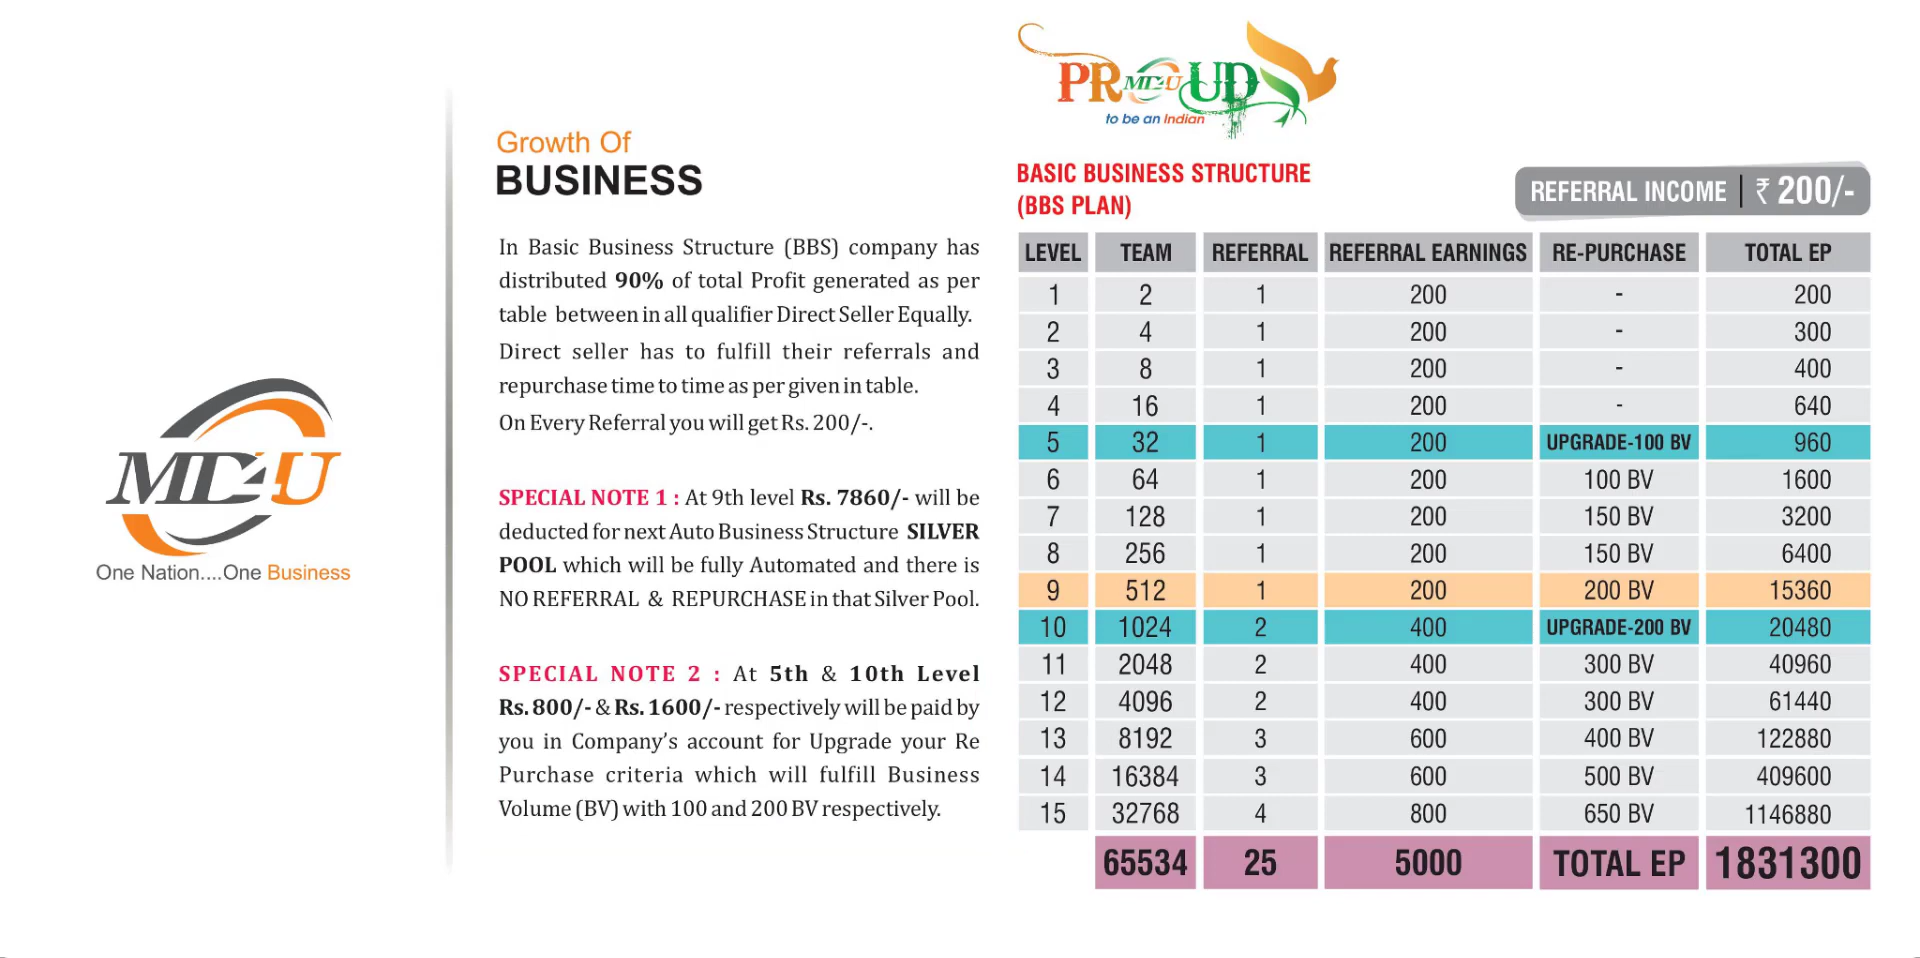 MD4U
One Nation....One Business
Growth Of
BUSINESS
In Basic Business Structure (BBS) company has
distributed 90% of total Profit generated as per
table between in all qualifier Direct Seller Equally.
Direct seller has to fulfill their referrals and
repurchase time to time as per given in table.
On Every Referral you will get Rs. 200/-.
SPECIAL NOTE 1 : At 9th level Rs. 7860/- will be
deducted for next Auto Business Structure SILVER
POOL which will be fully Automated and there is
NO REFERRAL & REPURCHASE in that Silver Pool.
SPECIAL NOTE 2 : At 5th & 10th Level
Rs. 800/- & Rs. 1600/- respectively will be paid by
you in Company's account for Upgrade your Re
Purchase criteria which will fulfill Business
Volume (BV) with 100 and 200 BV respectively.
PROUD
MD4U
to be an Indian
BASIC BUSINESS STRUCTURE
(BBS PLAN)
REFERRAL INCOME | ₹ 200/-
LEVEL TEAM REFERRAL REFERRAL EARNINGS RE-PURCHASE TOTAL EP
1 2 1 200 - 200
2 4 1 200 - 300
3 8 1 200 - 400
4 16 1 200 - 640
5 32 1 200 UPGRADE-100 BV 960
6 64 1 200 100 BV 1600
7 128 1 200 150 BV 3200
8 256 1 200 150 BV 6400
9 512 1 200 200 BV 15360
10 1024 2 400 UPGRADE-200 BV 20480
11 2048 2 400 300 BV 40960
12 4096 2 400 300 BV 61440
13 8192 3 600 400 BV 122880
14 16384 3 600 500 BV 409600
15 32768 4 800 650 BV 1146880
65534 25 5000 TOTAL EP 1831300